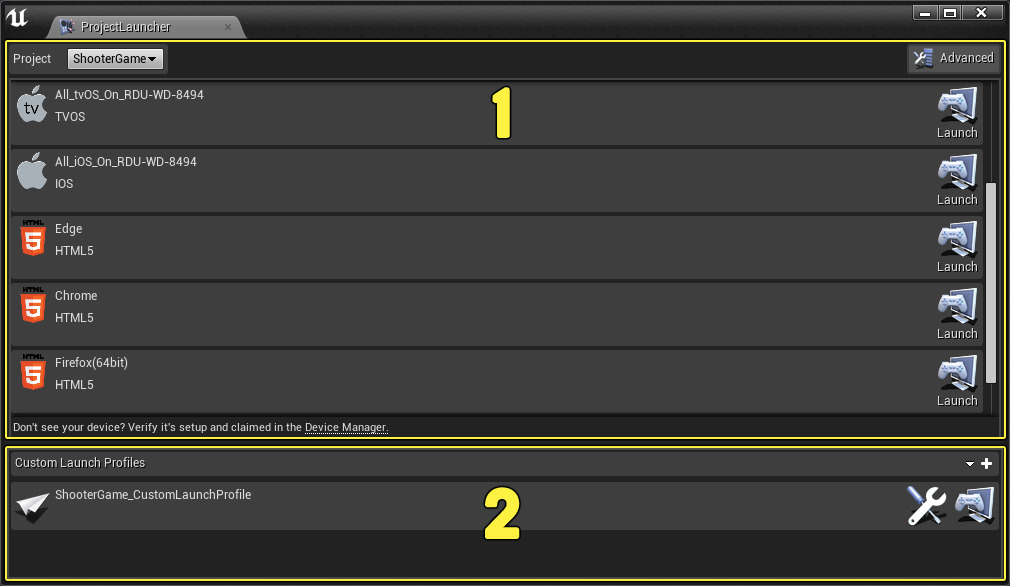 ProjectLauncher
Project ShooterGame Advanced
1
All_tvOS_On_RDU-WD-8494
tv
TVOS
Launch
All_iOS_On_RDU-WD-8494
IOS
Launch
HTML
5
Edge
HTML5
Launch
HTML
5
Chrome
HTML5
Launch
HTML
5
Firefox(64bit)
HTML5
Launch
Don't see your device? Verify it's setup and claimed in the Device Manager.
Custom Launch Profiles
ShooterGame_CustomLaunchProfile
2